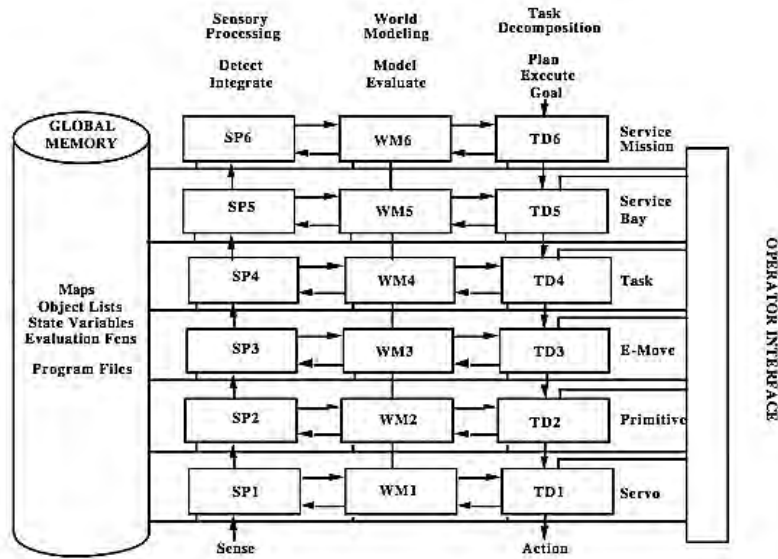 Sensory
Processing
Detect
Integrate
World
Modeling
Model
Evaluate
Task
Decomposition
Plan
Execute
Goal
GLOBAL
MEMORY
Maps
Object Lists
State Variables
Evaluation Fcns
Program Files
SP6
WM6
TD6
Service
Mission
SP5
WM5
TD5
Service
Bay
SP4
WM4
TD4
Task
SP3
WM3
TD3
E-Move
SP2
WM2
TD2
Primitive
SP1
WM1
TD1
Servo
Sense
Action
OPERATOR INTERFACE